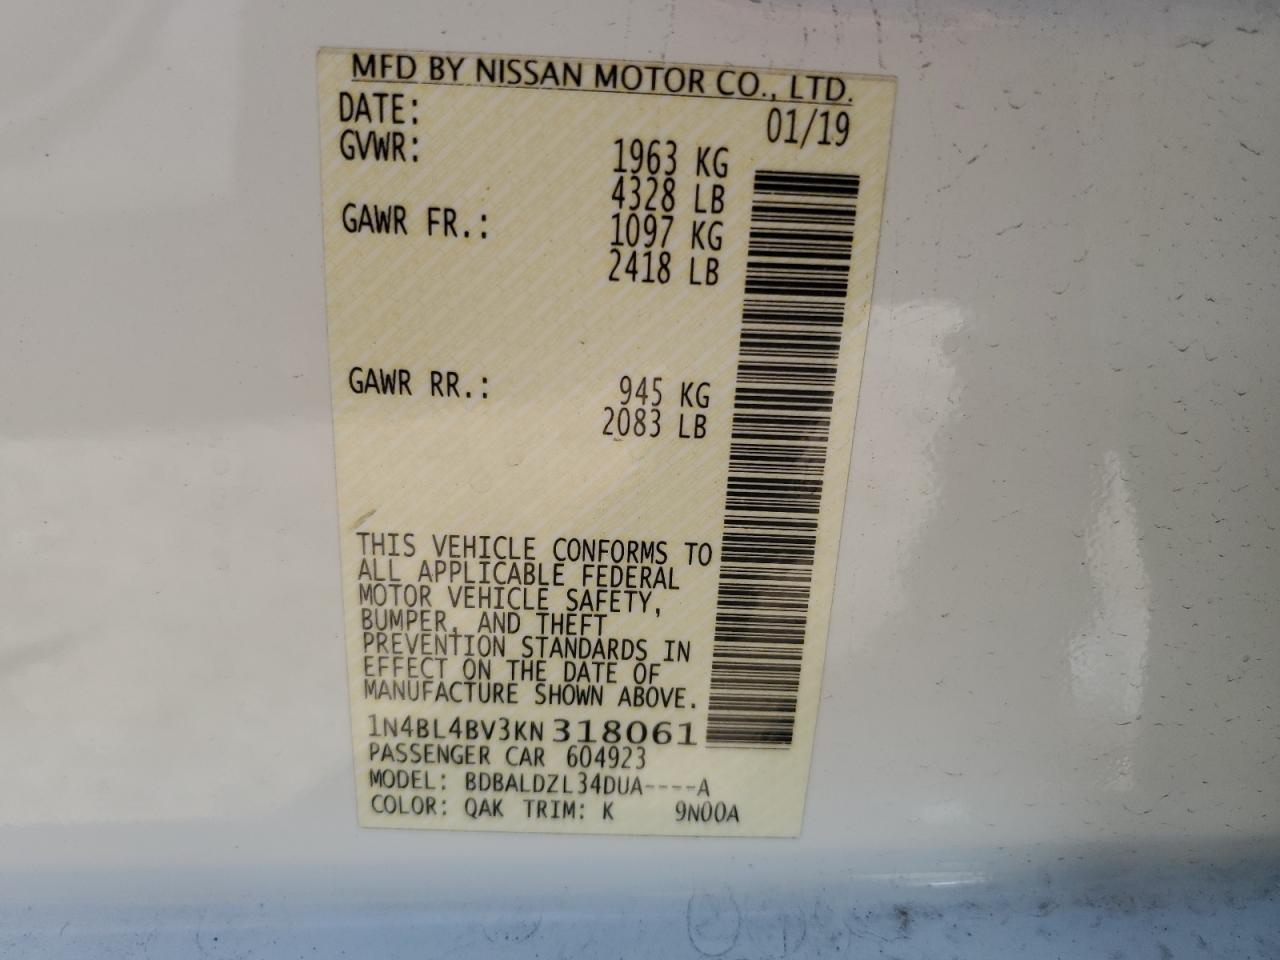 MFD BY NISSAN MOTOR CO., LTD.
DATE: 01/19
GVWR: 1963 KG
4328 LB
GAWR FR.: 1097 KG
2418 LB
GAWR RR.: 945 KG
2083 LB
THIS VEHICLE CONFORMS TO
ALL APPLICABLE FEDERAL
MOTOR VEHICLE SAFETY,
BUMPER, AND THEFT
PREVENTION STANDARDS IN
EFFECT ON THE DATE OF
MANUFACTURE SHOWN ABOVE.
1N4BL4BV3KN318061
PASSENGER CAR 604923
MODEL: BDBALDZL34DUA----A
COLOR: QAK TRIM: K 9N00A